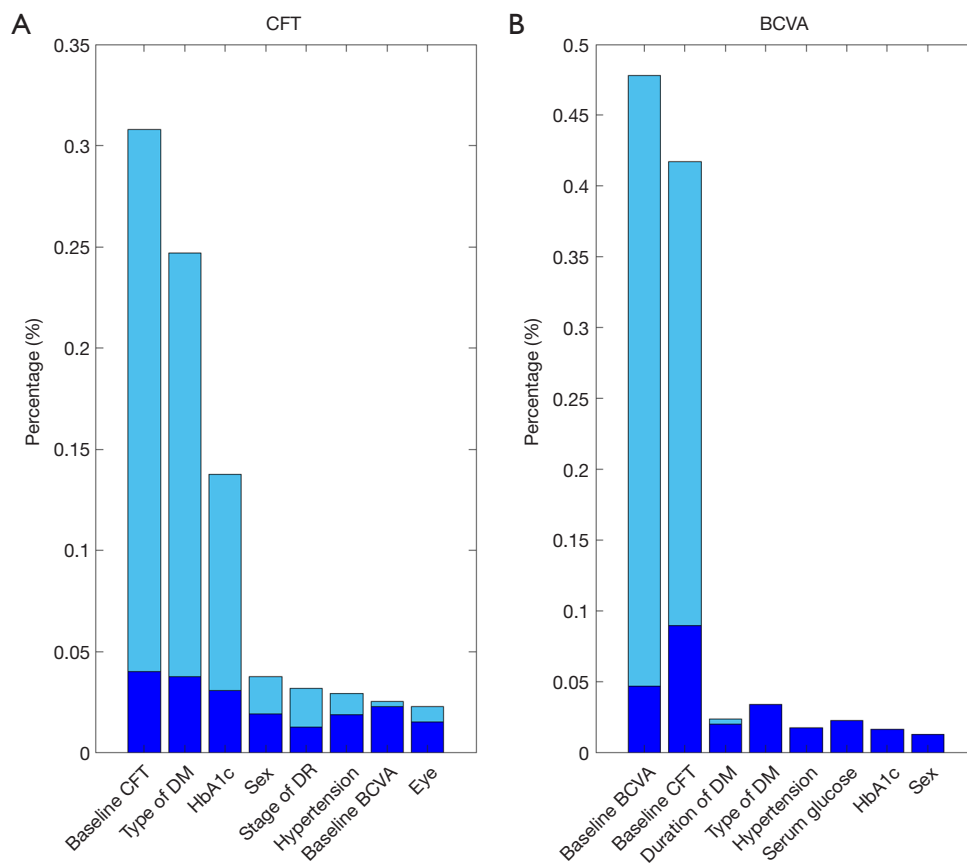 A
CFT
0.35
0.3
0.25
0.2
0.15
0.1
0.05
0
Percentage (%)
Baseline CFT
Type of DM
HbA1c
Sex
Stage of DR
Hypertension
Baseline BCVA
Eye
B
BCVA
0.5
0.45
0.4
0.35
0.3
0.25
0.2
0.15
0.1
0.05
0
Percentage (%)
Baseline BCVA
Baseline CFT
Duration of DM
Type of DM
Hypertension
Serum glucose
HbA1c
Sex